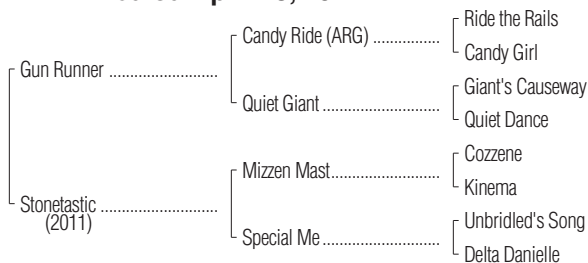 Ride the Rails
Candy Ride (ARG)
Candy Girl
Gun Runner
Giant's Causeway
Quiet Giant
Quiet Dance
Cozzene
Mizzen Mast
Kinema
Stonetastic
(2011)
Unbridled's Song
Special Me
Delta Danielle